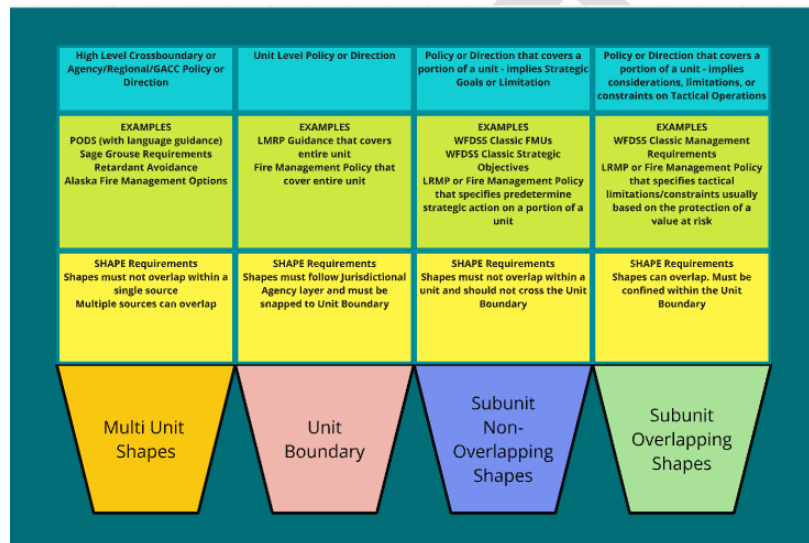 High Level Crossboundary or
Agency/Regional/GACC Policy or
Direction
Unit Level Policy or Direction
Policy or Direction that covers a
portion of a unit - implies Strategic
Goals or Limitation
Policy or Direction that covers a
portion of a unit - implies
considerations, limitations, or
constraints on Tactical Operations
EXAMPLES
PODS (with language guidance)
Sage Grouse Requirements
Retardant Avoidance
Alaska Fire Management Options
EXAMPLES
LMRP Guidance that covers
entire unit
Fire Management Policy that
cover entire unit
EXAMPLES
WFDSS Classic FMUs
WFDSS Classic Strategic
Objectives
LRMP or Fire Management Policy
that specifies predetermine
strategic action on a portion of a
unit
EXAMPLES
WFDSS Classic Management
Requirements
LRMP or Fire Management Policy
that specifies tactical
limitations/constraints usually
based on the protection of a
value at risk
SHAPE Requirements
Shapes must not overlap within a
single source
Multiple sources can overlap
SHAPE Requirements
Shapes must follow Jurisdictional
Agency layer and must be
snapped to Unit Boundary
SHAPE Requirements
Shapes must not overlap within a
unit and should not cross the Unit
Boundary
SHAPE Requirements
Shapes can overlap. Must be
confined within the Unit
Boundary
Multi Unit
Shapes
Unit
Boundary
Subunit
Non-
Overlapping
Shapes
Subunit
Overlapping
Shapes